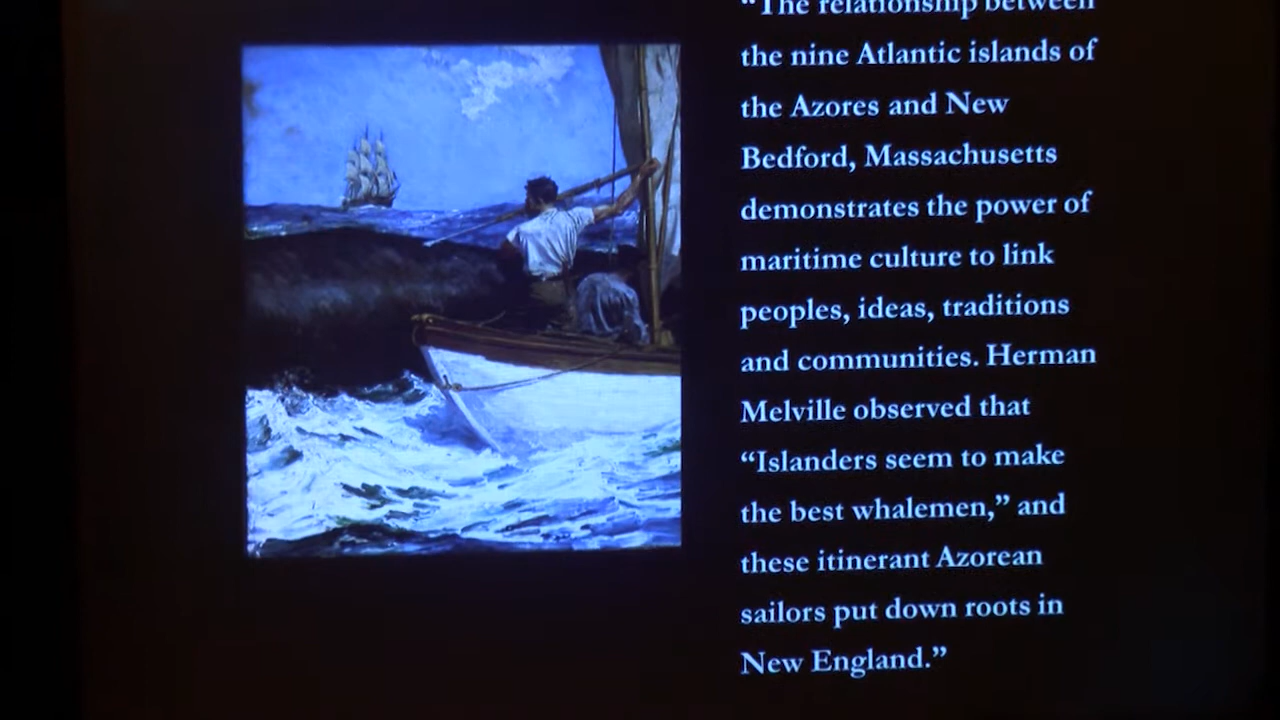 "The relationship between
the nine Atlantic islands of
the Azores and New
Bedford, Massachusetts
demonstrates the power of
maritime culture to link
peoples, ideas, traditions
and communities. Herman
Melville observed that
“Islanders seem to make
the best whalemen,” and
these itinerant Azorean
sailors put down roots in
New England.”